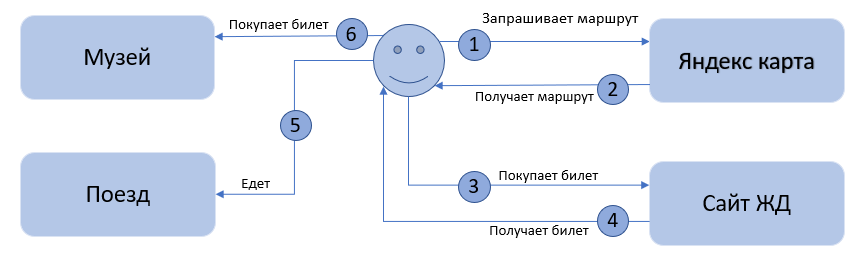 Покупает билет
6
Запрашивает маршрут
1
Музей
Яндекс карта
2
Получает маршрут
5
3
Покупает билет
Едет
Поезд
Сайт ЖД
4
Получает билет